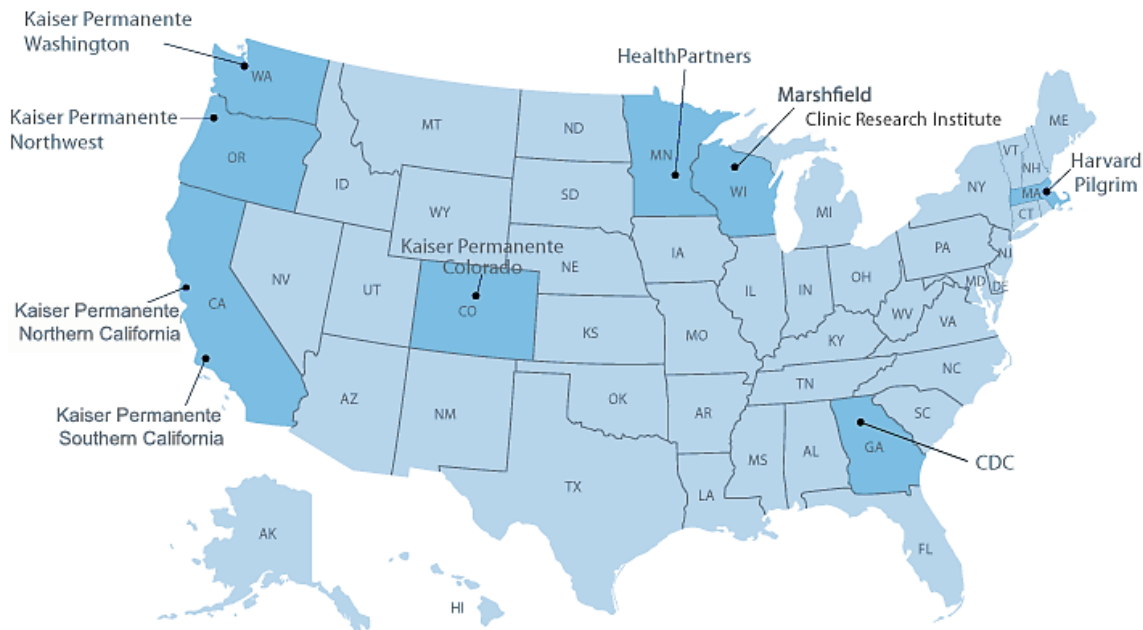 Kaiser Permanente
Washington
WA
HealthPartners
Marshfield
Clinic Research Institute
Kaiser Permanente
Northwest
OR
MT
ND
MN
ME
VT
NH
Harvard
Pilgrim
MA
CT
NY
ID
SD
WI
MI
WY
Kaiser Permanente
Colorado
IA
PA
NJ
NE
NV
UT
IL
IN
OH
MD
DE
CA
CO
WV
VA
Kaiser Permanente
Northern California
KS
MO
KY
NC
TN
Kaiser Permanente
Southern California
AZ
NM
OK
AR
SC
MS
AL
GA
CDC
TX
LA
FL
AK
HI